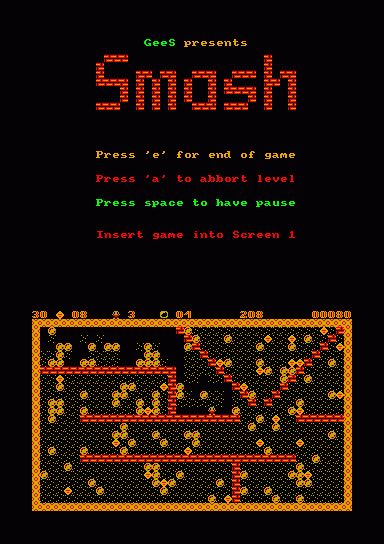 GeeS presents
Smash
Press 'e' for end of game
Press 'a' to abbort level
Press space to have pause
Insert game into Screen 1
30 08 3 04 208 00080